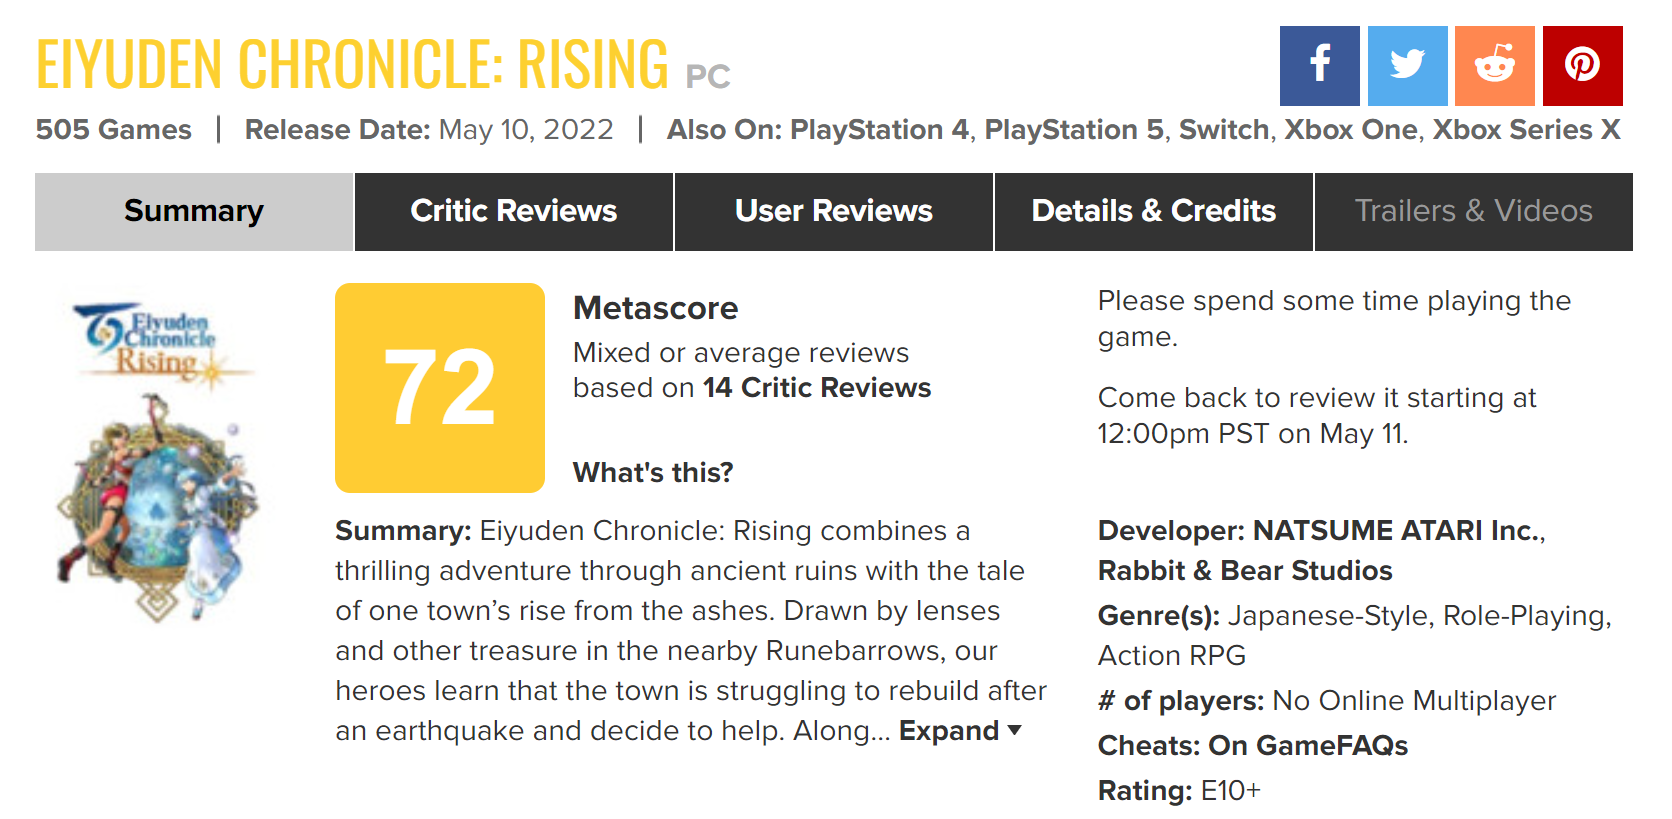 EIYUDEN CHRONICLE: RISING PC
505 Games | Release Date: May 10, 2022 | Also On: PlayStation 4, PlayStation 5, Switch, Xbox One, Xbox Series X
Summary
Critic Reviews
User Reviews
Details & Credits
Trailers & Videos
Eiyuden
Chronicle
Rising
72
Metascore
Mixed or average reviews
based on 14 Critic Reviews
What's this?
Please spend some time playing the
game.
Come back to review it starting at
12:00pm PST on May 11.
Summary: Eiyuden Chronicle: Rising combines a
thrilling adventure through ancient ruins with the tale
of one town’s rise from the ashes. Drawn by lenses
and other treasure in the nearby Runebarrows, our
heroes learn that the town is struggling to rebuild after
an earthquake and decide to help. Along... Expand
Developer: NATSUME ATARI Inc.,
Rabbit & Bear Studios
Genre(s): Japanese-Style, Role-Playing,
Action RPG
# of players: No Online Multiplayer
Cheats: On GameFAQs
Rating: E10+